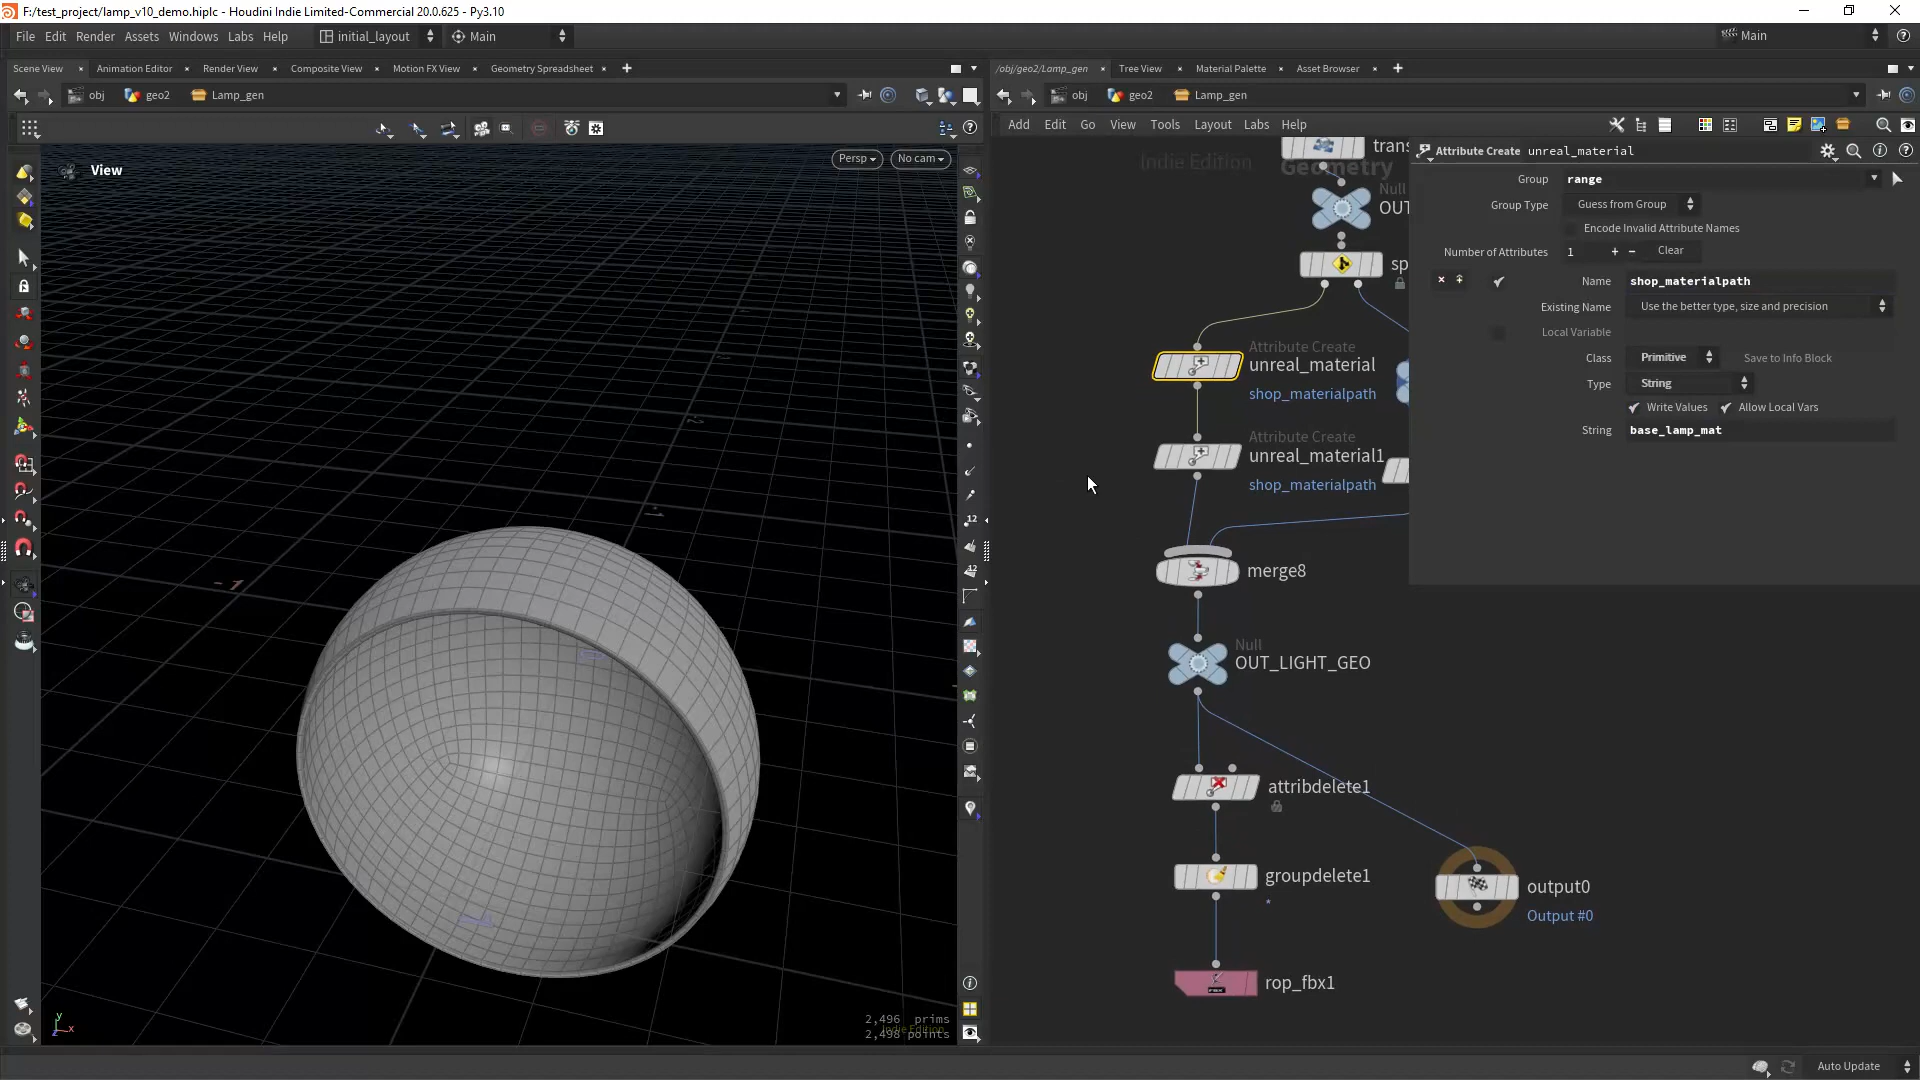 F:/test_project/lamp_v10_demo.hiplc - Houdini Indie Limited-Commercial 20.0.625 - Py3.10
File Edit Render Assets Windows Labs Help initial_layout Main Main
Scene View Animation Editor Render View Composite View Motion FX View Geometry Spreadsheet
/obj/geo2/Lamp_gen Tree View Material Palette Asset Browser
obj geo2 Lamp_gen
obj geo2 Lamp_gen
Add Edit Go View Tools Layout Labs Help
View
Persp
No cam
Indie Edition
Geometry
trans
Null
OUT
sp
Attribute Create
unreal_material
shop_materialpath
Attribute Create
unreal_material1
shop_materialpath
merge8
Null
OUT_LIGHT_GEO
attribdelete1
groupdelete1
*
rop_fbx1
output0
Output #0
Attribute Create unreal_material
Group range
Group Type Guess from Group
Encode Invalid Attribute Names
Number of Attributes 1 + - Clear
Name shop_materialpath
Existing Name Use the better type, size and precision
Local Variable
Class Primitive Save to Info Block
Type String
Write Values Allow Local Vars
String base_lamp_mat
2,496 prims
Indie Edition
2,498 points
y
x
z
12
12
Auto Update